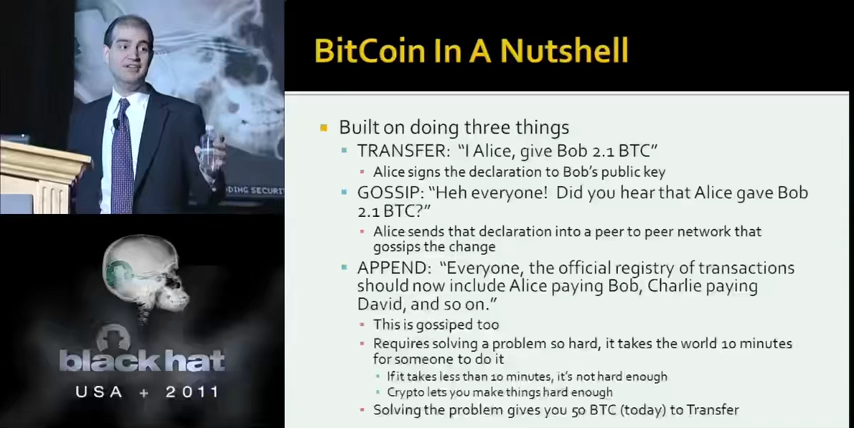 BitCoin In A Nutshell
Built on doing three things
TRANSFER: “I Alice, give Bob 2.1 BTC”
Alice signs the declaration to Bob’s public key
GOSSIP: “Heh everyone!  Did you hear that Alice gave Bob
2.1 BTC?”
Alice sends that declaration into a peer to peer network that
gossips the change
APPEND: “Everyone, the official registry of transactions
should now include Alice paying Bob, Charlie paying
David, and so on.”
This is gossiped too
Requires solving a problem so hard, it takes the world 10 minutes
for someone to do it
If it takes less than 10 minutes, it’s not hard enough
Crypto lets you make things hard enough
Solving the problem gives you 50 BTC (today) to Transfer
black hat
USA + 2011